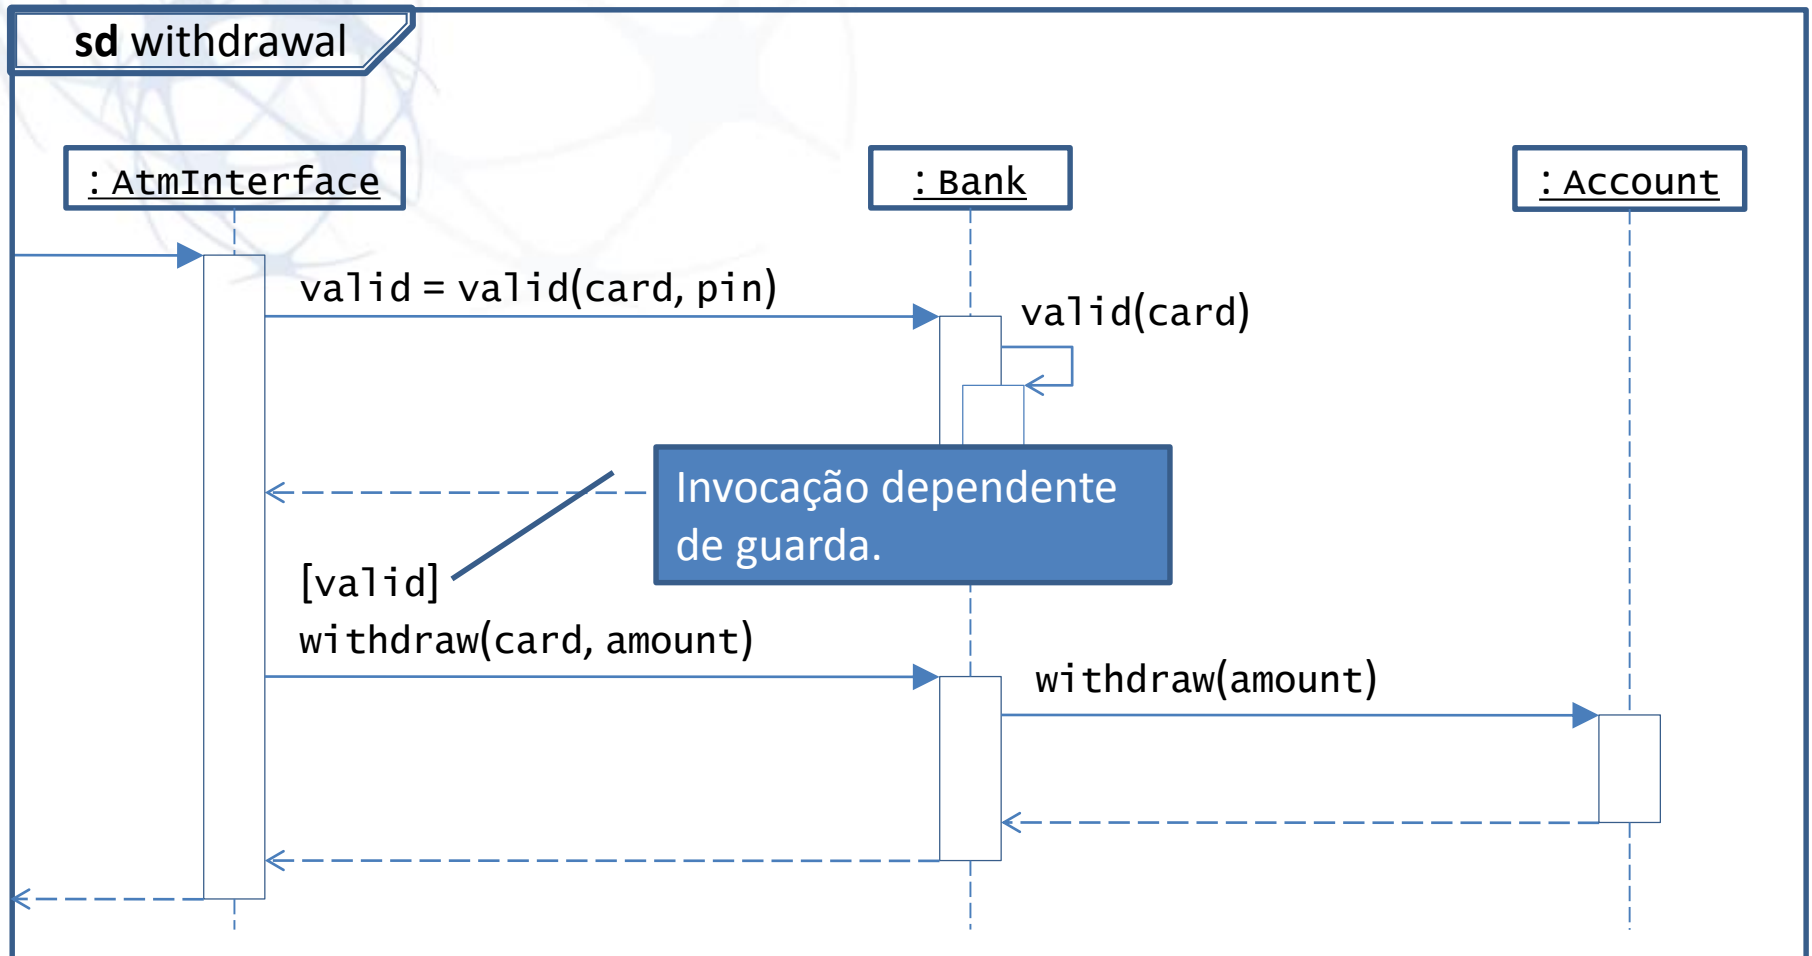 sd withdrawal
: AtmInterface
: Bank
: Account
valid = valid(card, pin)
valid(card)
Invocação dependente
de guarda.
[valid]
withdraw(card, amount)
withdraw(amount)